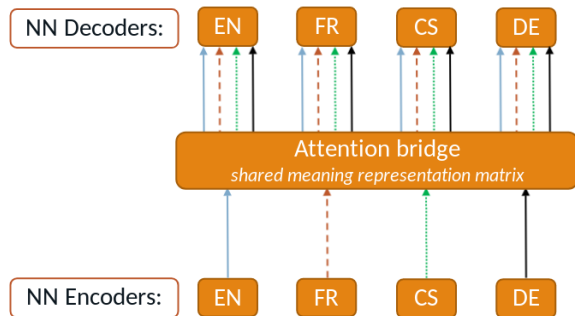 NN Decoders: EN FR CS DE
Attention bridge
shared meaning representation matrix
NN Encoders: EN FR CS DE